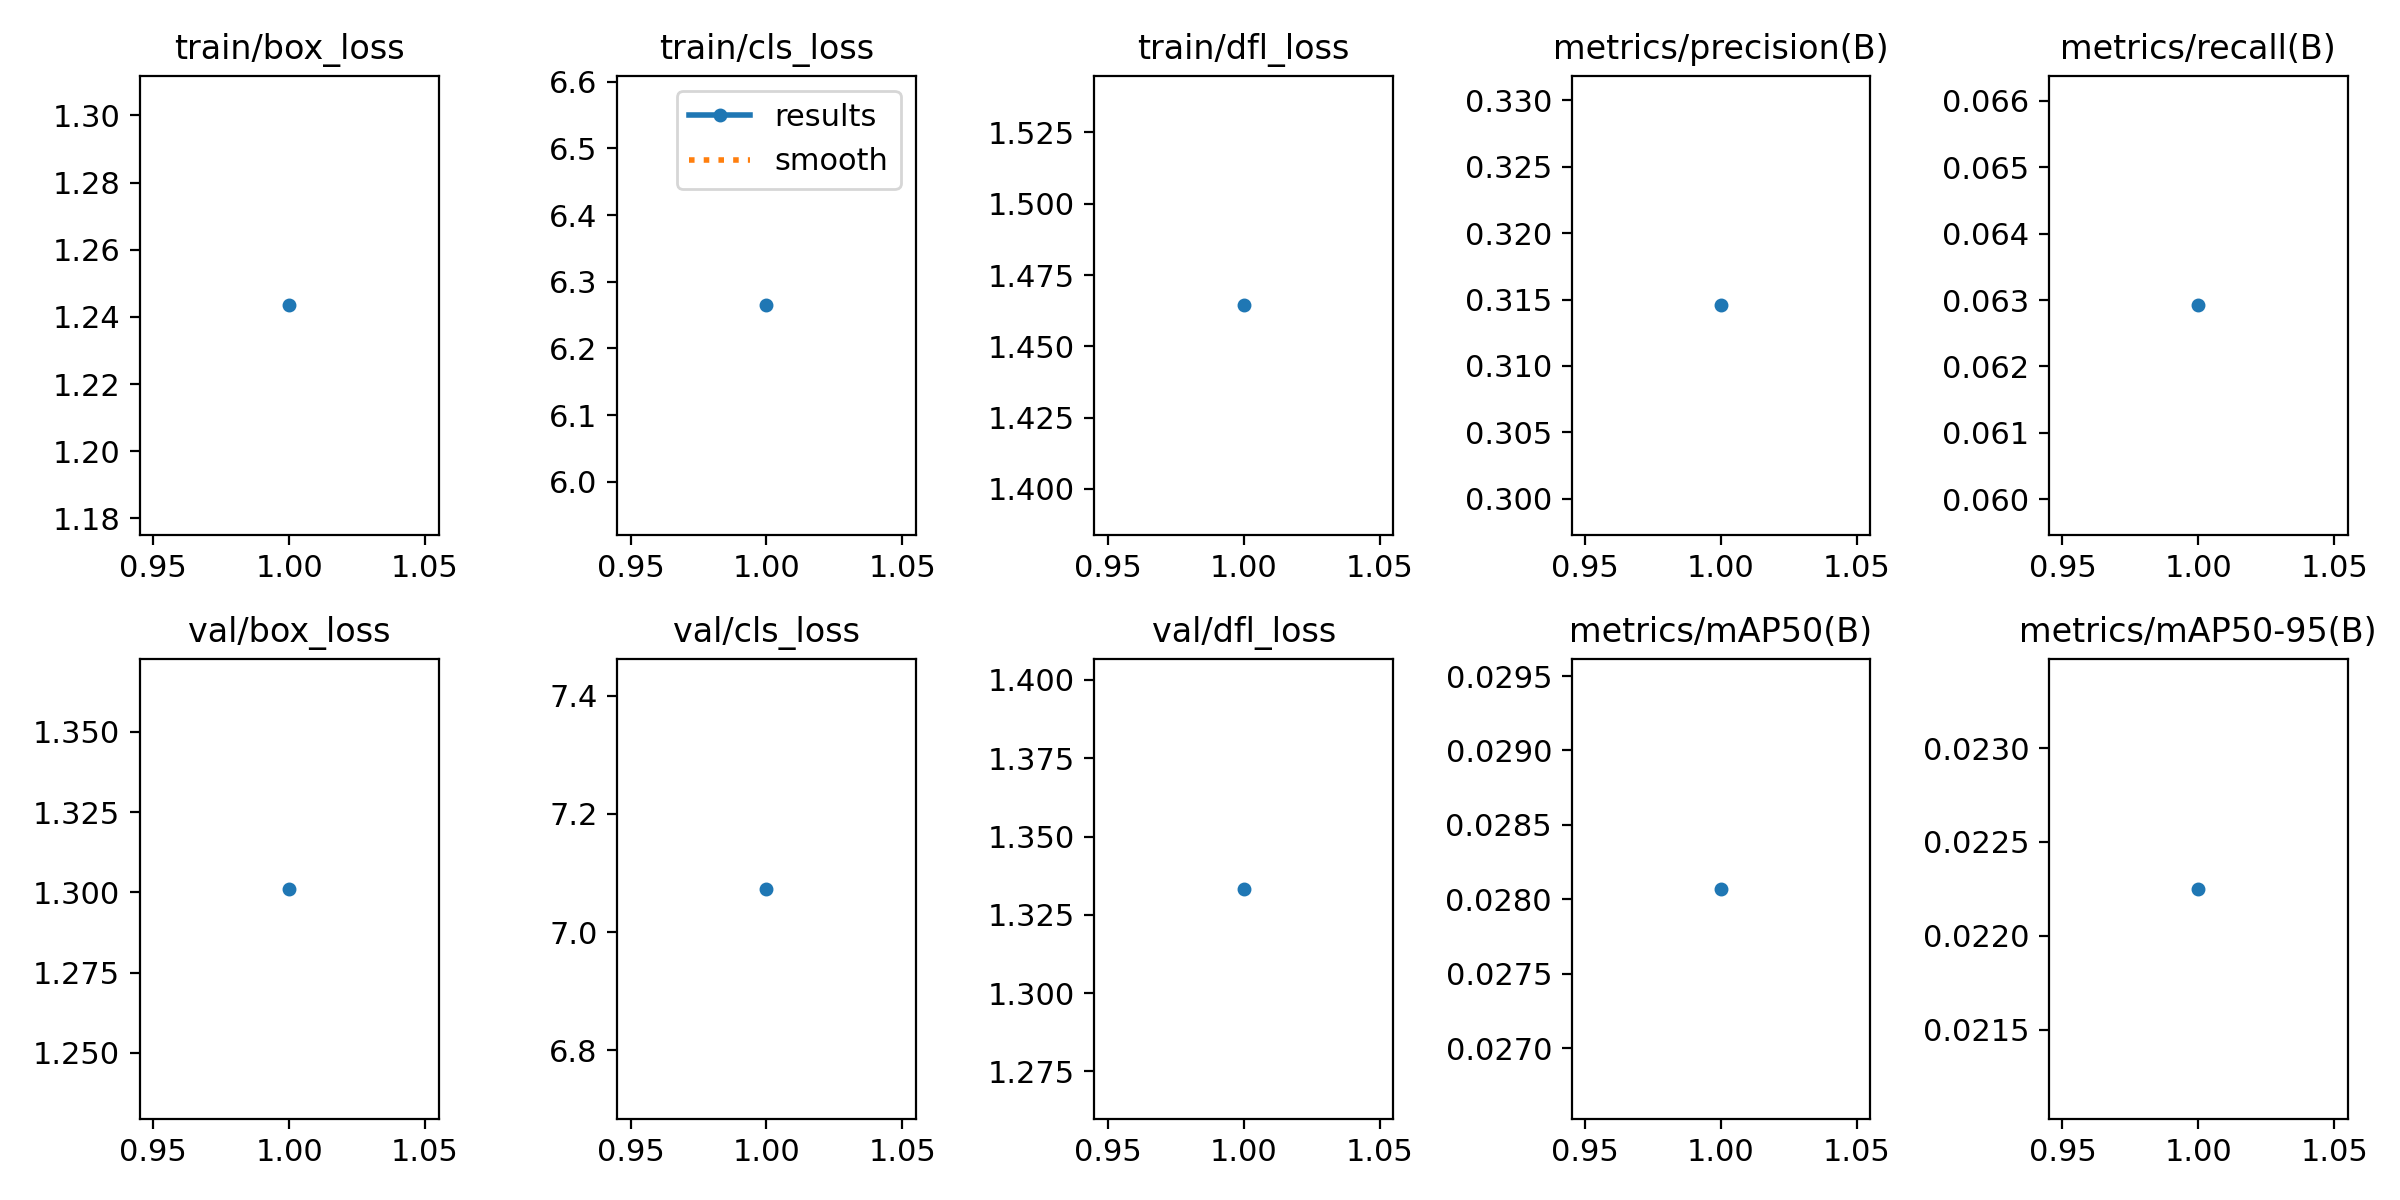 train/box_loss
1.30
1.28
1.26
1.24
1.22
1.20
1.18
0.95 1.00 1.05
train/cls_loss
6.6
6.5
6.4
6.3
6.2
6.1
6.0
results
smooth
0.95 1.00 1.05
train/dfl_loss
1.525
1.500
1.475
1.450
1.425
1.400
0.95 1.00 1.05
metrics/precision(B)
0.330
0.325
0.320
0.315
0.310
0.305
0.300
0.95 1.00 1.05
metrics/recall(B)
0.066
0.065
0.064
0.063
0.062
0.061
0.060
0.95 1.00 1.05
val/box_loss
1.350
1.325
1.300
1.275
1.250
0.95 1.00 1.05
val/cls_loss
7.4
7.2
7.0
6.8
0.95 1.00 1.05
val/dfl_loss
1.400
1.375
1.350
1.325
1.300
1.275
0.95 1.00 1.05
metrics/mAP50(B)
0.0295
0.0290
0.0285
0.0280
0.0275
0.0270
0.95 1.00 1.05
metrics/mAP50-95(B)
0.0230
0.0225
0.0220
0.0215
0.95 1.00 1.05